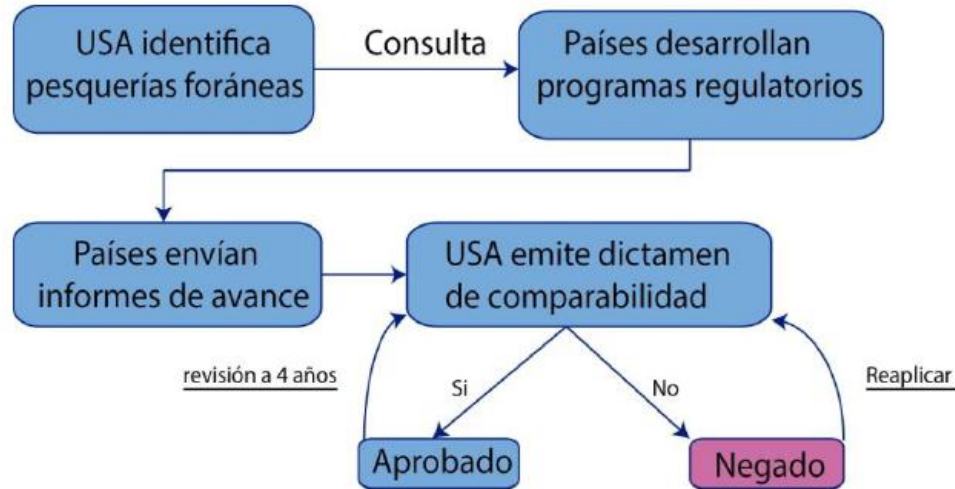 USA identifica
pesquerías foráneas
Consulta
Países desarrollan
programas regulatorios
Países envían
informes de avance
USA emite dictamen
de comparabilidad
revisión a 4 años
Si
No
Reaplicar
Aprobado
Negado